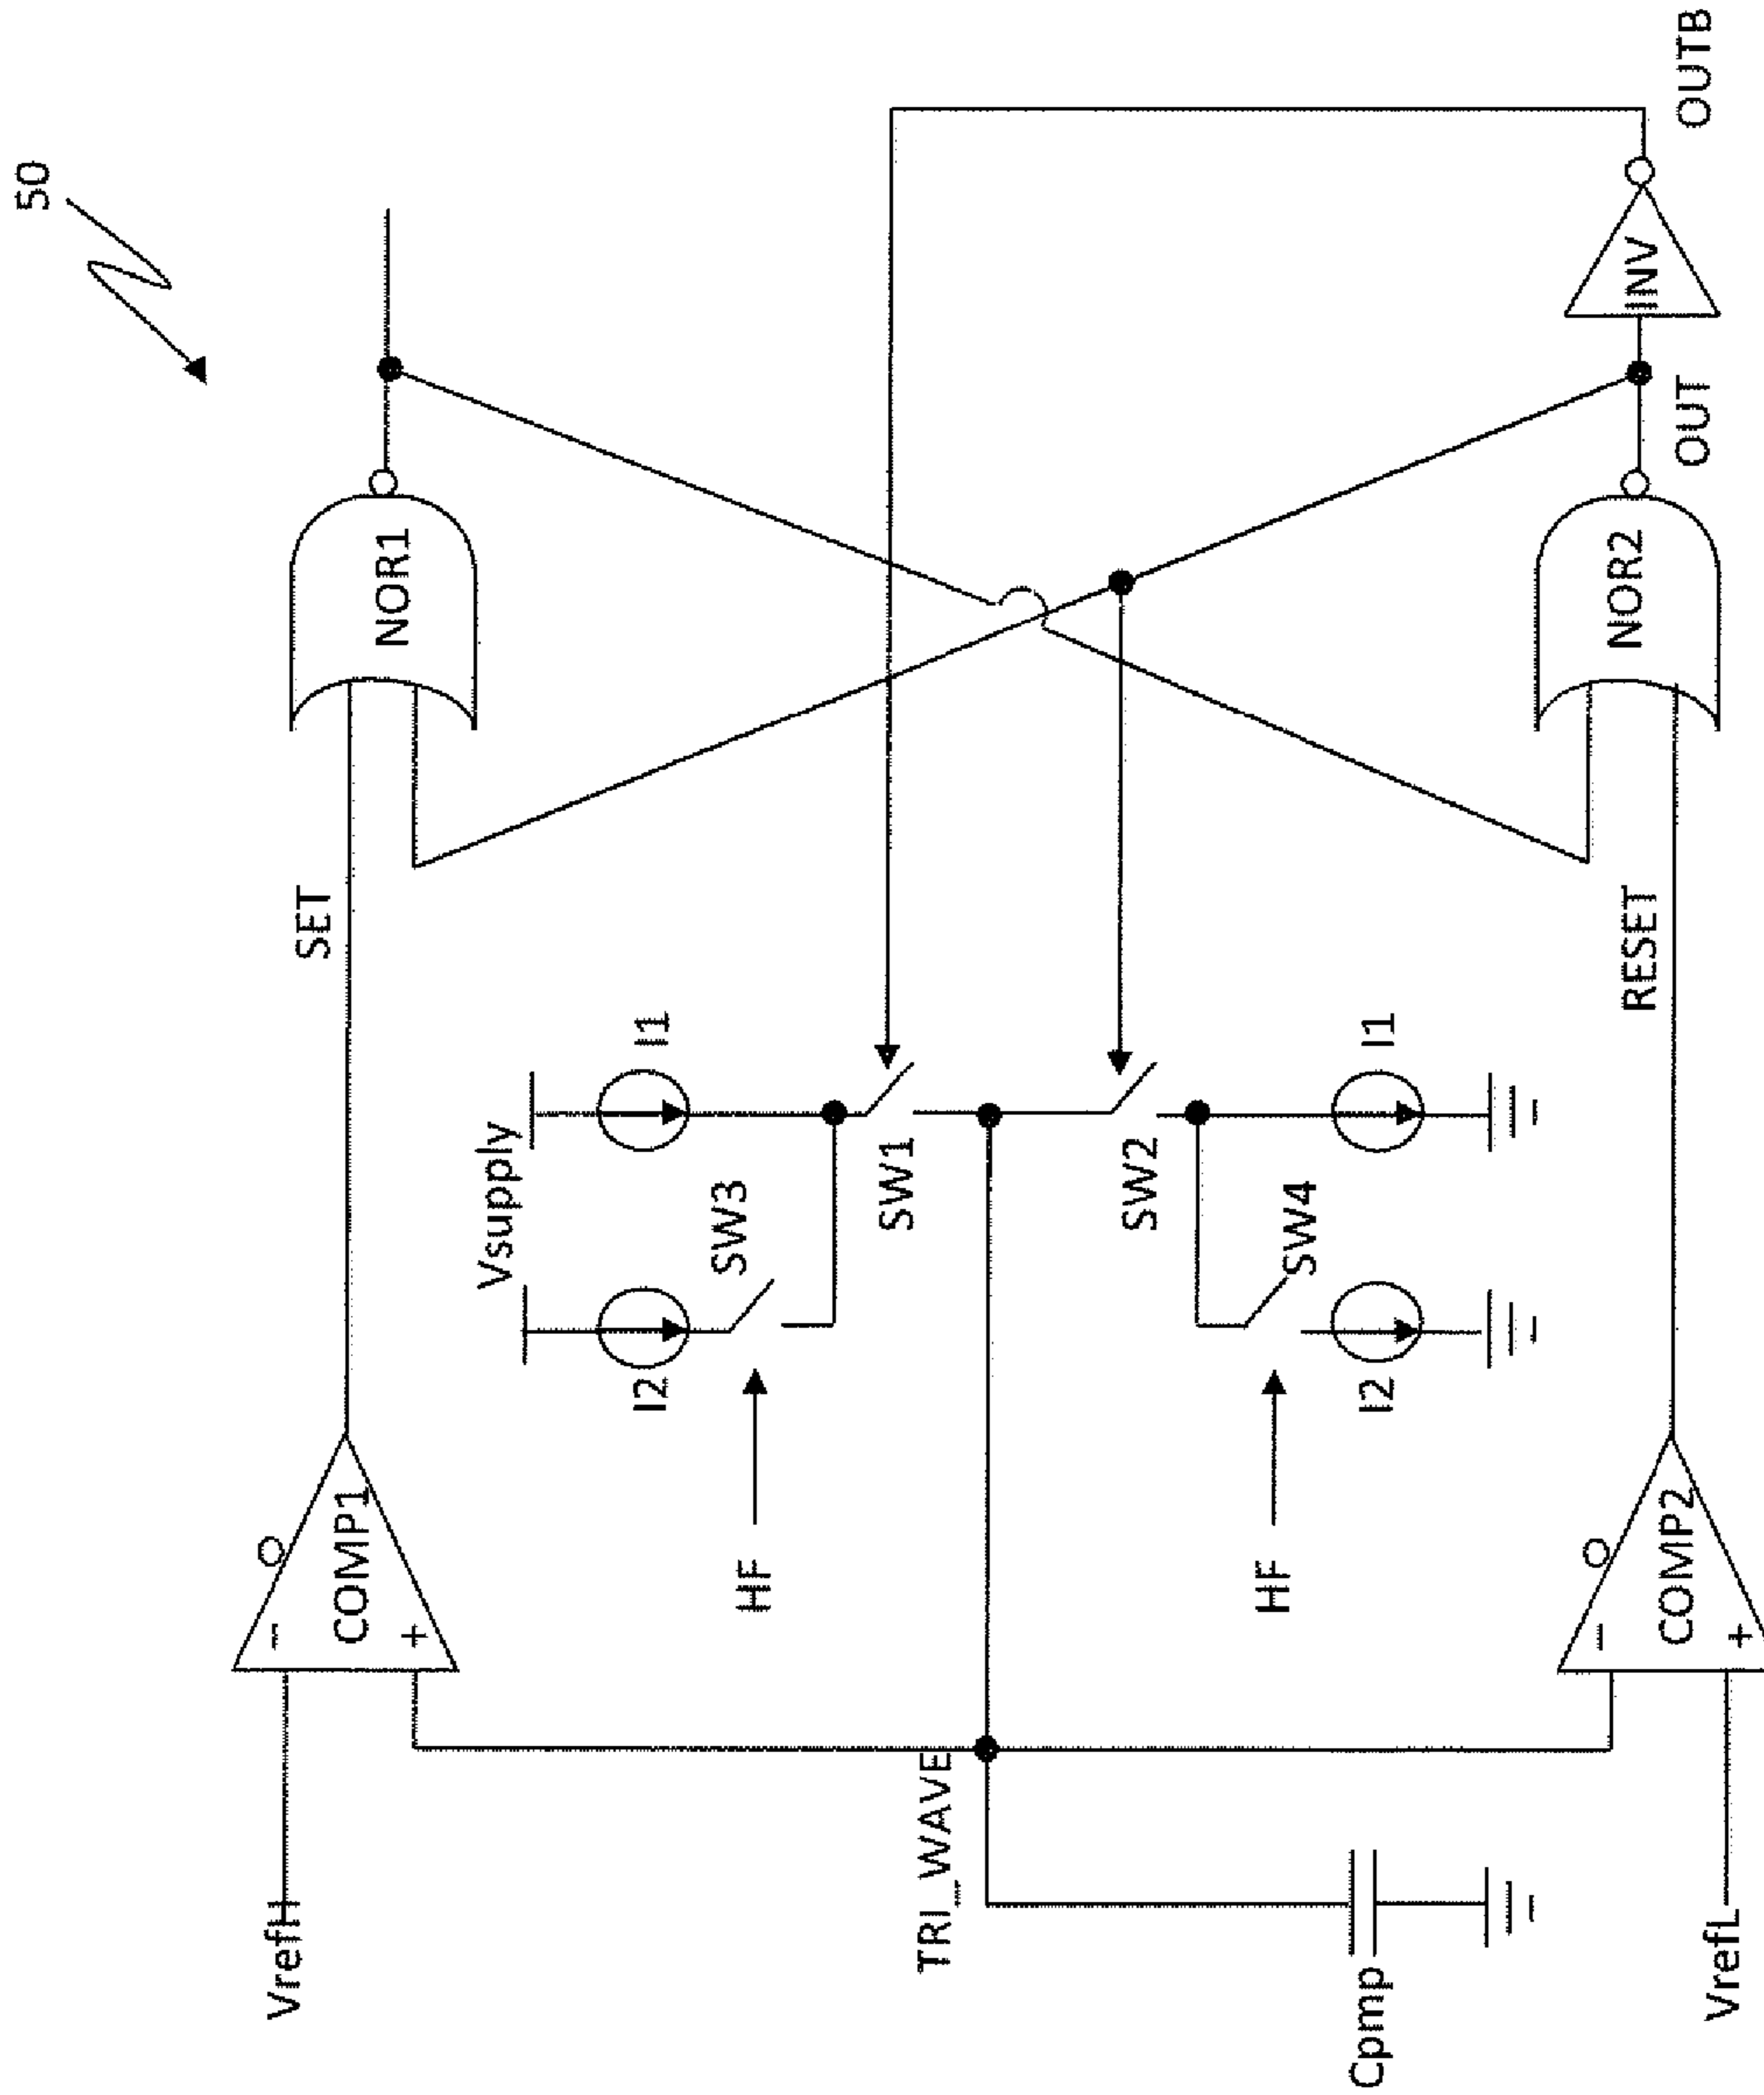 50
VrefH
−
COMP1
+
SET
NOR1
Vsupply
I2
I1
SW3
HF
SW1
TRI_WAVE
SW2
SW4
HF
I2
I1
Cpmp
VrefL
−
COMP2
+
RESET
NOR2
OUT
INV
OUTB